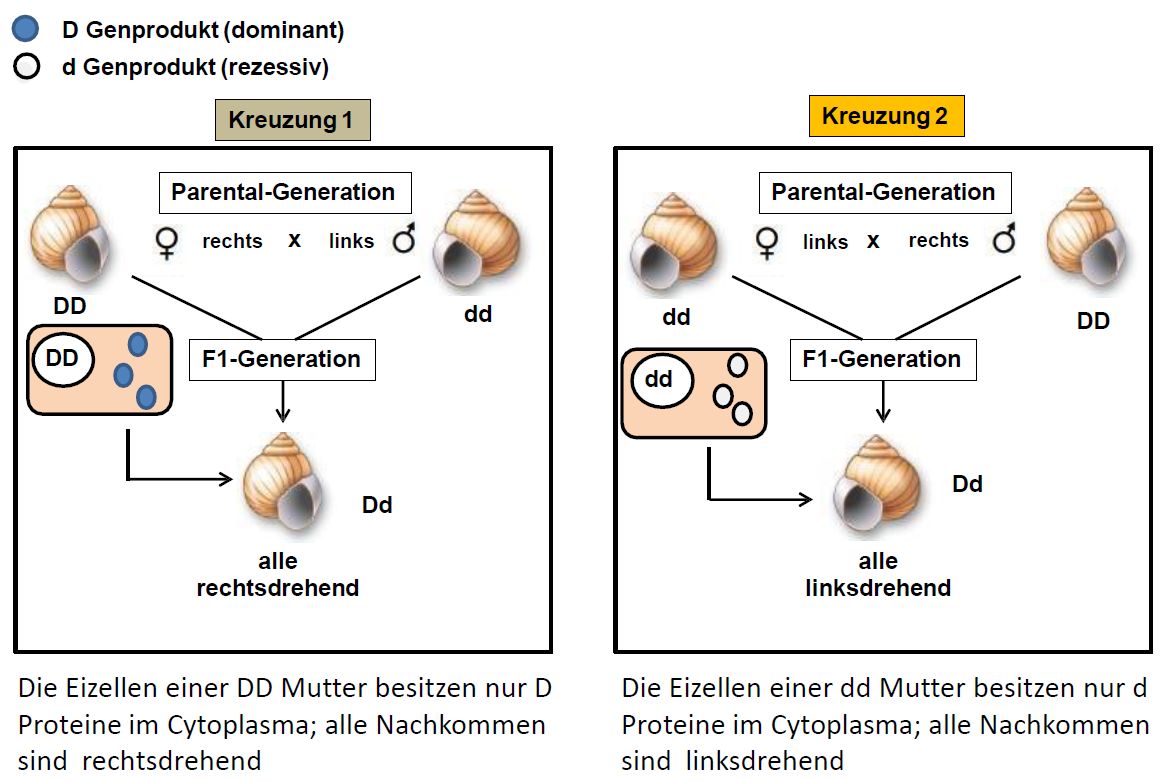 D Genprodukt (dominant)
d Genprodukt (rezessiv)
Kreuzung 1
Parental-Generation
♀ rechts x links ♂
DD
dd
DD
F1-Generation
Dd
alle
rechtsdrehend
Die Eizellen einer DD Mutter besitzen nur D
Proteine im Cytoplasma; alle Nachkommen
sind rechtsdrehend
Kreuzung 2
Parental-Generation
♀ links x rechts ♂
dd
DD
dd
F1-Generation
Dd
alle
linksdrehend
Die Eizellen einer dd Mutter besitzen nur d
Proteine im Cytoplasma; alle Nachkommen
sind linksdrehend